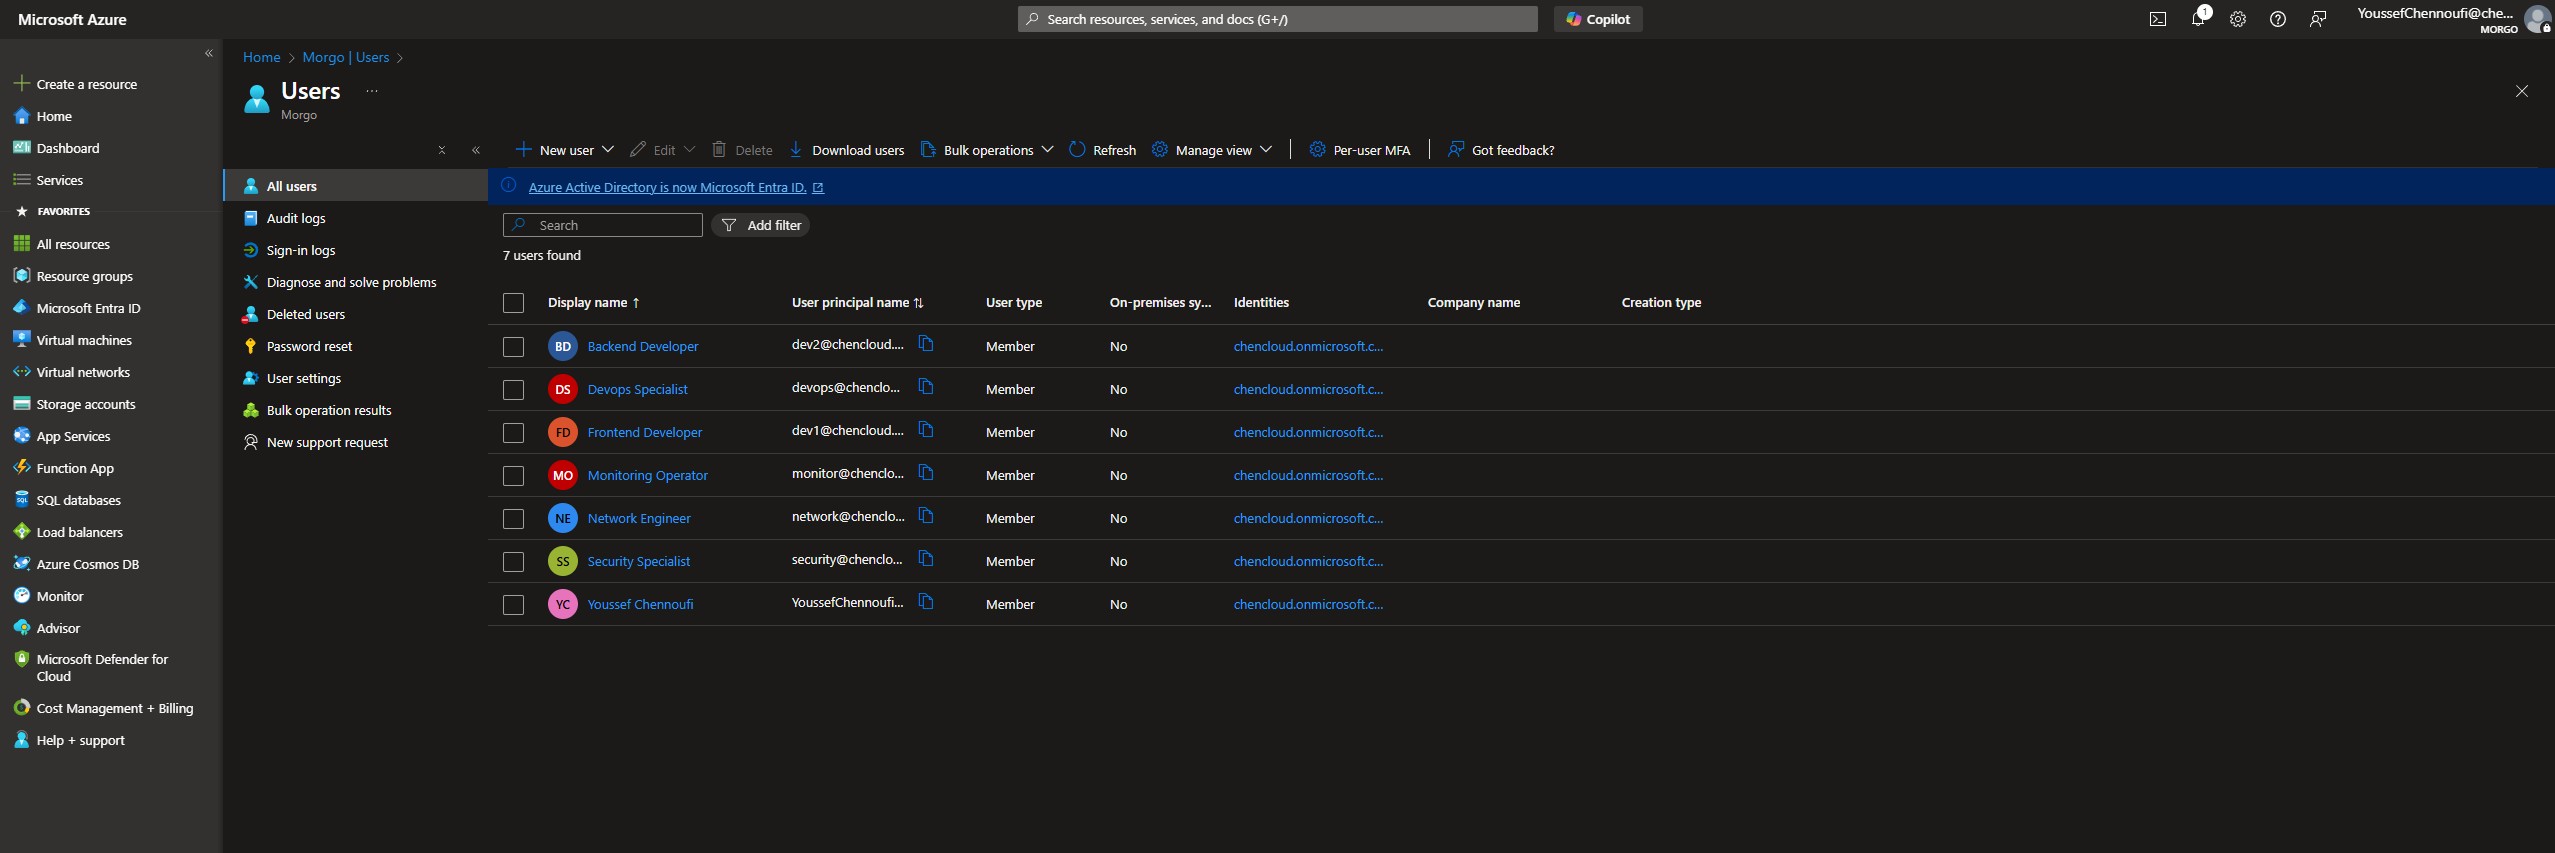 Microsoft Azure
Search resources, services, and docs (G+/)
Copilot
1
YoussefChennoufi@che...
MORGO
Create a resource
Home
Dashboard
Services
FAVORITES
All resources
Resource groups
Microsoft Entra ID
Virtual machines
Virtual networks
Storage accounts
App Services
Function App
SQL databases
Load balancers
Azure Cosmos DB
Monitor
Advisor
Microsoft Defender for
Cloud
Cost Management + Billing
Help + support
Home > Morgo | Users >
Users ...
Morgo
All users
Audit logs
Sign-in logs
Diagnose and solve problems
Deleted users
Password reset
User settings
Bulk operation results
New support request
New user Edit Delete Download users Bulk operations Refresh Manage view Per-user MFA Got feedback?
Azure Active Directory is now Microsoft Entra ID.
Search Add filter
7 users found
Display name ↑ User principal name ↑↓ User type On-premises sy... Identities Company name Creation type
BD Backend Developer dev2@chencloud.... Member No chencloud.onmicrosoft.c...
DS Devops Specialist devops@chenclo... Member No chencloud.onmicrosoft.c...
FD Frontend Developer dev1@chencloud.... Member No chencloud.onmicrosoft.c...
MO Monitoring Operator monitor@chenclo... Member No chencloud.onmicrosoft.c...
NE Network Engineer network@chenclo... Member No chencloud.onmicrosoft.c...
SS Security Specialist security@chenclo... Member No chencloud.onmicrosoft.c...
YC Youssef Chennoufi YoussefChennoufi... Member No chencloud.onmicrosoft.c...